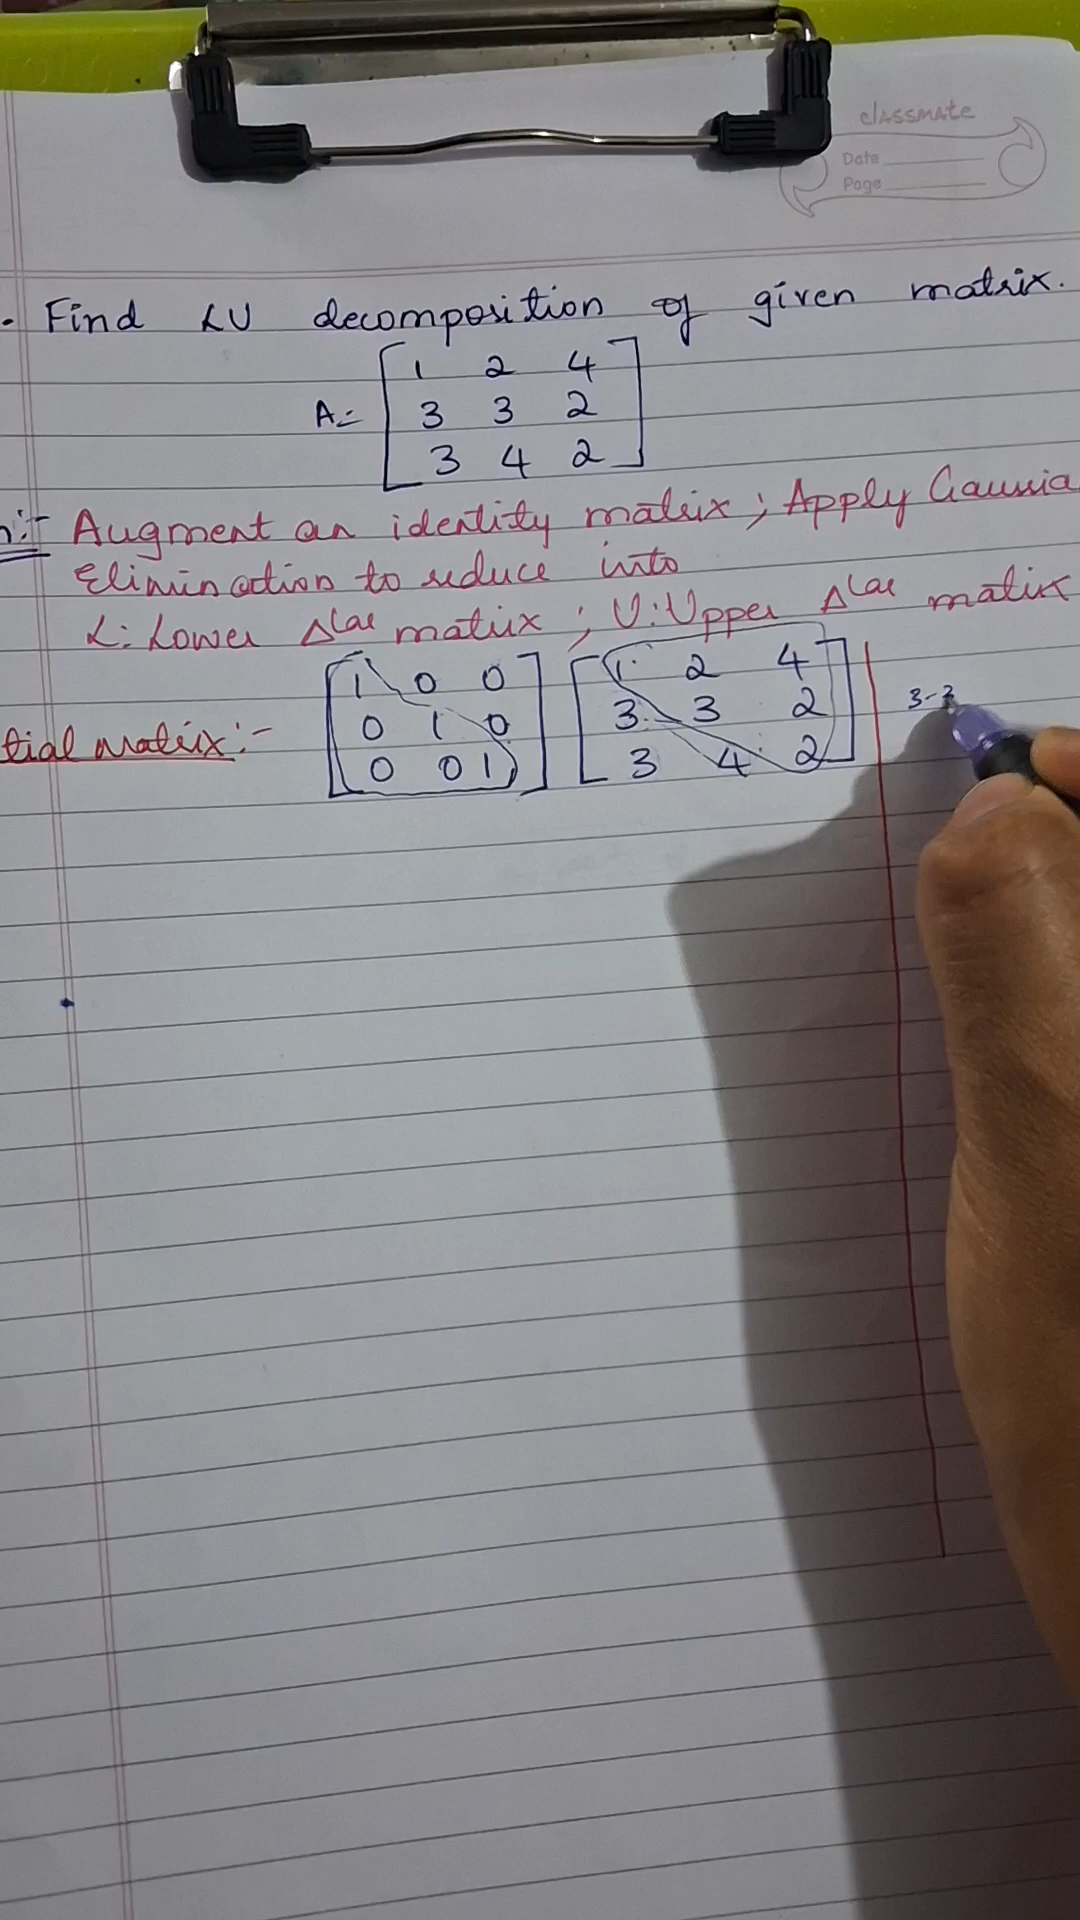 classmate
Date
Page
. Find LU decomposition of given matrix.
A= [ 1 2 4
3 3 2
3 4 2 ]
n:- Augment an identity matrix; Apply Gaussia
Elimination to reduce into
L: Lower Δlar matrix ; U: Upper Δlar matrix
tial matrix:- [ 1 0 0 ] [ 1 2 4 ] 3-3
0 1 0 3 3 2
0 0 1 3 4 2